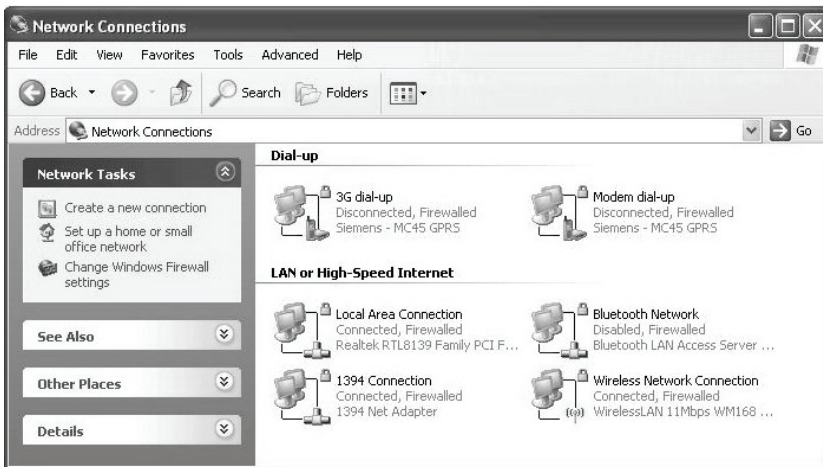 Network Connections
File Edit View Favorites Tools Advanced Help
Back Search Folders
Address Network Connections Go
Network Tasks
Create a new connection
Set up a home or small
office network
Change Windows Firewall
settings
See Also
Other Places
Details
Dial-up
3G dial-up
Disconnected, Firewalled
Siemens - MC45 GPRS
Modem dial-up
Disconnected, Firewalled
Siemens - MC45 GPRS
LAN or High-Speed Internet
Local Area Connection
Connected, Firewalled
Realtek RTL8139 Family PCI F...
Bluetooth Network
Disabled, Firewalled
Bluetooth LAN Access Server ...
1394 Connection
Connected, Firewalled
1394 Net Adapter
Wireless Network Connection
Connected, Firewalled
WirelessLAN 11Mbps WM168 ...